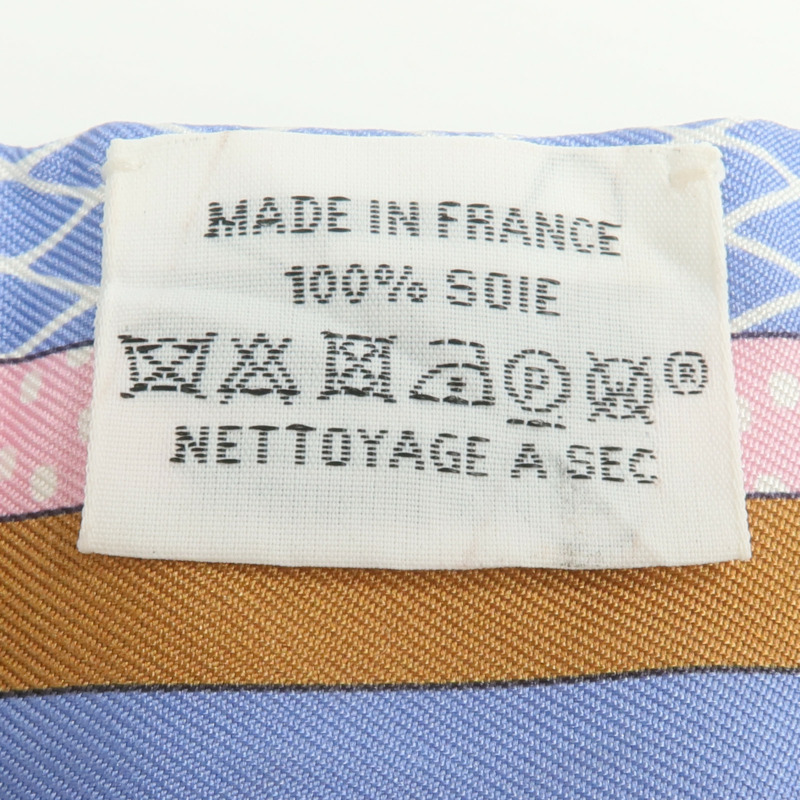 MADE IN FRANCE
100% SOIE
P W ®
NETTOYAGE A SEC